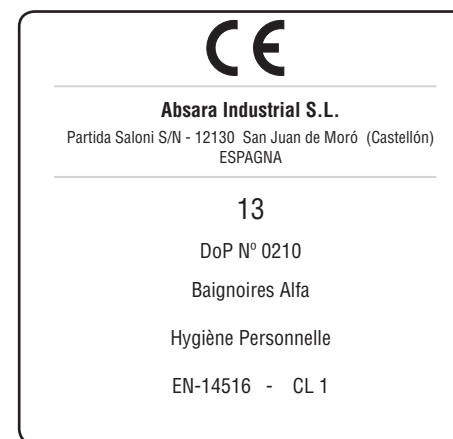 CE
Absara Industrial S.L.
Partida Saloni S/N - 12130 San Juan de Moró (Castellón)
ESPAGNA
13
DoP Nº 0210
Baignoires Alfa
Hygiène Personnelle
EN-14516 - CL 1